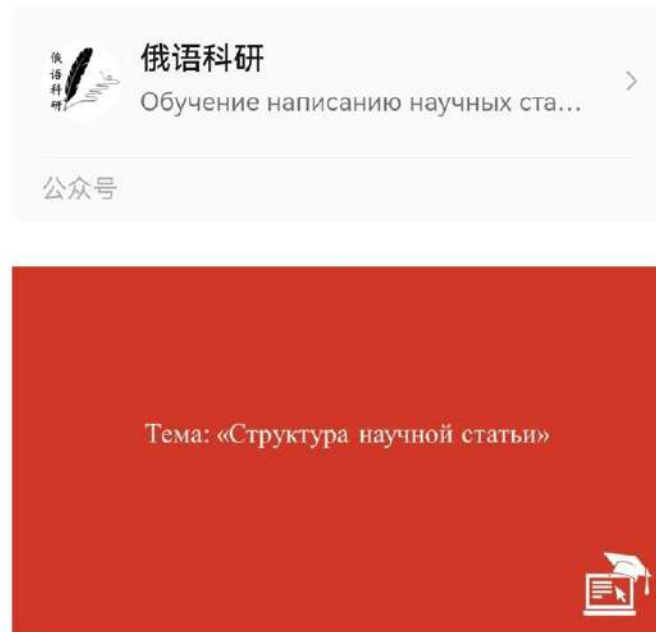 俄语科研
俄语科研
Обучение написанию научных ста...
公众号
Тема: «Структура научной статьи»